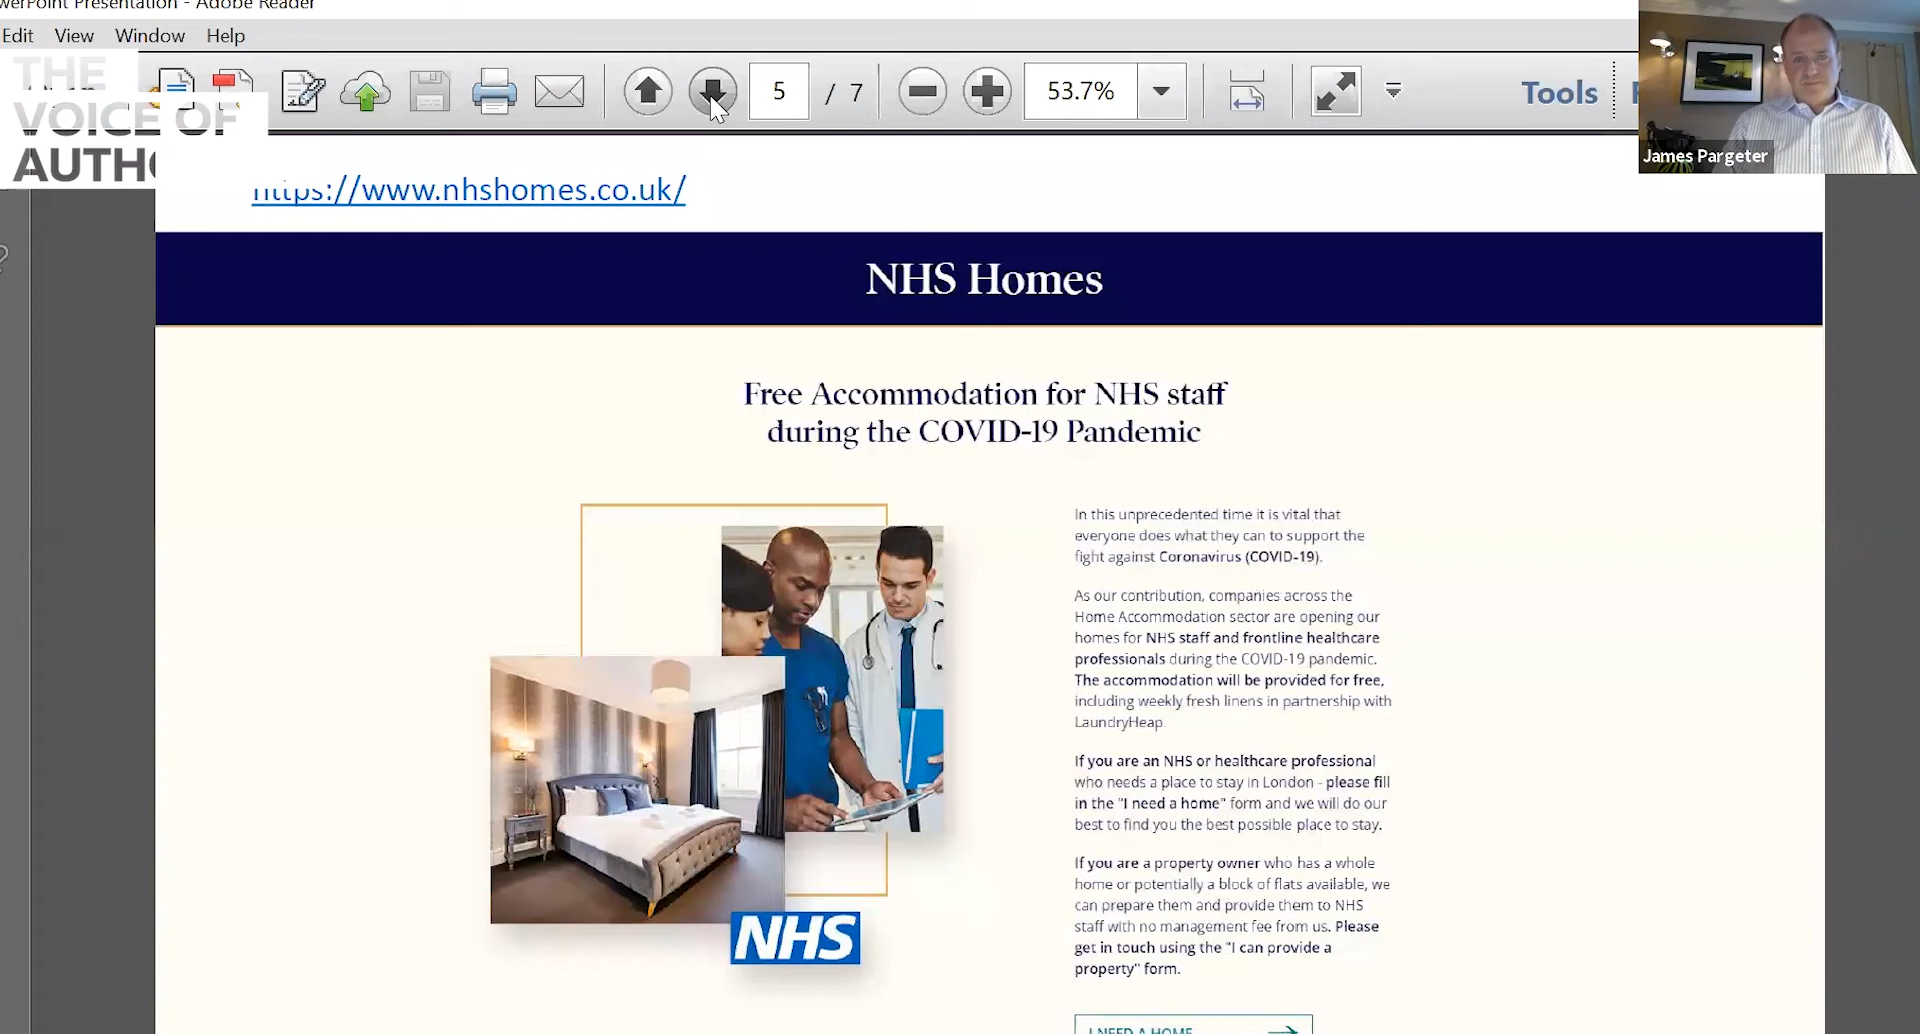 PowerPoint Presentation - Adobe Reader
Edit View Window Help
THE
VOICE OF
5 / 7
53.7%
Tools
James Pargeter
https://www.nhshomes.co.uk/
NHS Homes
Free Accommodation for NHS staff
during the COVID-19 Pandemic
In this unprecedented time it is vital that
everyone does what they can to support the
fight against Coronavirus (COVID-19).
As our contribution, companies across the
Home Accommodation sector are opening our
homes for NHS staff and frontline healthcare
professionals during the COVID-19 pandemic.
The accommodation will be provided for free,
including weekly fresh linens in partnership with
LaundryHeap.
If you are an NHS or healthcare professional
who needs a place to stay in London - please fill
in the "I need a home" form and we will do our
best to find you the best possible place to stay.
If you are a property owner who has a whole
home or potentially a block of flats available, we
can prepare them and provide them to NHS
staff with no management fee from us. Please
get in touch using the "I can provide a
property" form.
NHS
I NEED A HOME